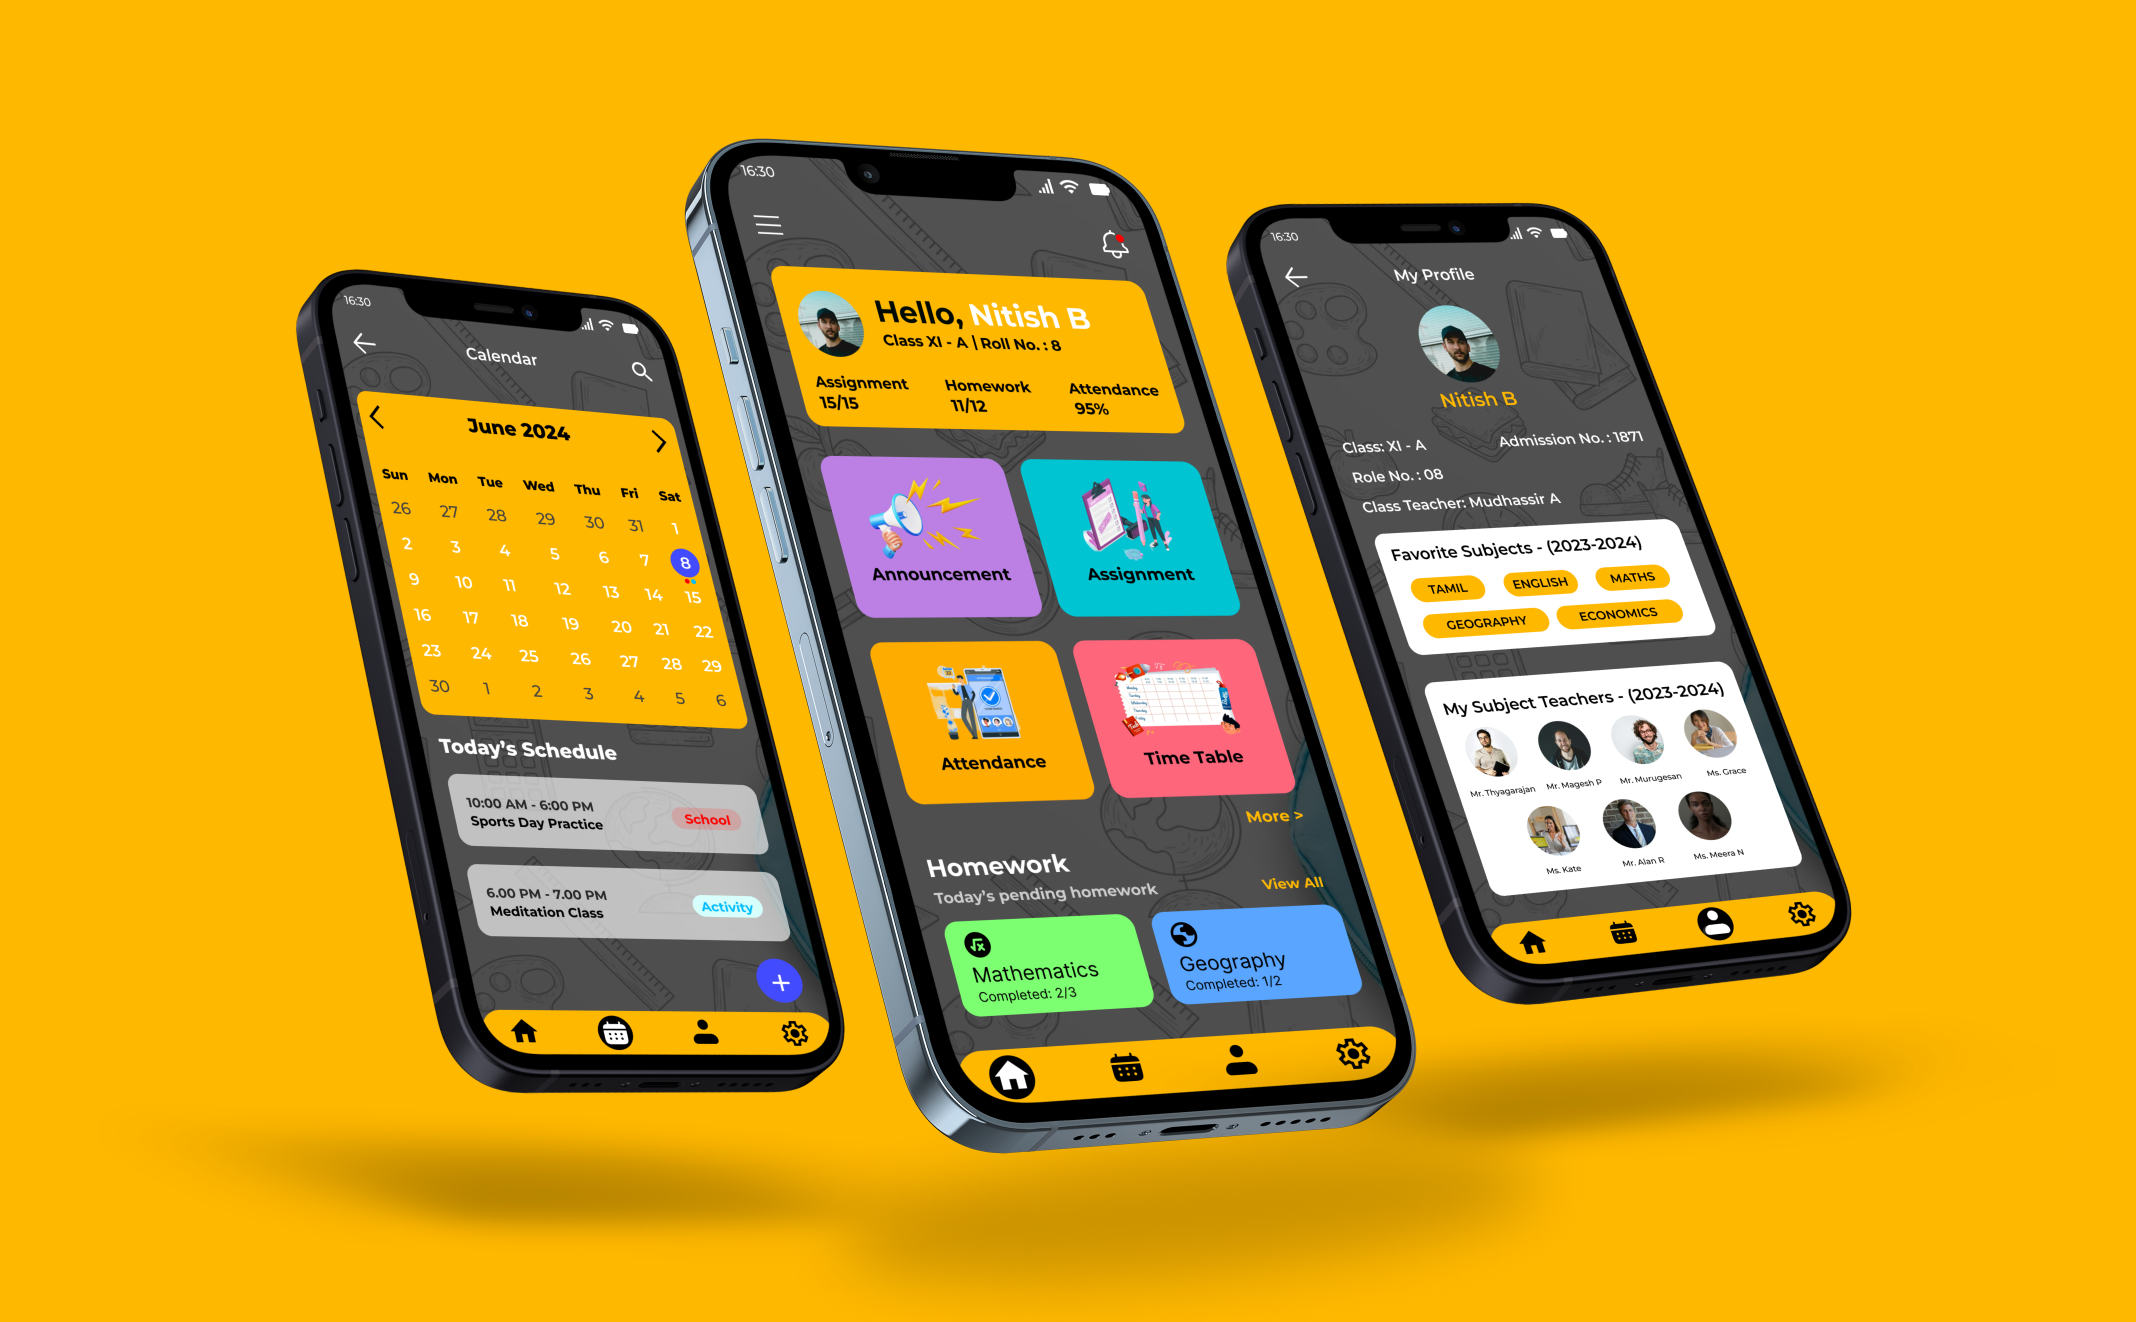 16:30
Calendar
June 2024
Sun Mon Tue Wed Thu Fri Sat
26 27 28 29 30 31 1
2 3 4 5 6 7 8
9 10 11 12 13 14 15
16 17 18 19 20 21 22
23 24 25 26 27 28 29
30 1 2 3 4 5 6
Today's Schedule
10:00 AM - 6:00 PM
Sports Day Practice
School
6.00 PM - 7.00 PM
Meditation Class
Activity
16:30
Hello, Nitish B
Class XI - A | Roll No. : 8
Assignment Homework Attendance
15/15 11/12 95%
Announcement
Assignment
Attendance
Time Table
More >
Homework
Today's pending homework
View All
Mathematics
Completed: 2/3
Geography
Completed: 1/2
16:30
My Profile
Nitish B
Class: XI - A Admission No. : 1871
Role No. : 08
Class Teacher: Mudhassir A
Favorite Subjects - (2023-2024)
TAMIL ENGLISH MATHS
GEOGRAPHY ECONOMICS
My Subject Teachers - (2023-2024)
Mr. Thyagarajan Mr. Magesh P Mr. Murugesan Ms. Grace
Ms. Kate Mr. Alan R Ms. Meera N